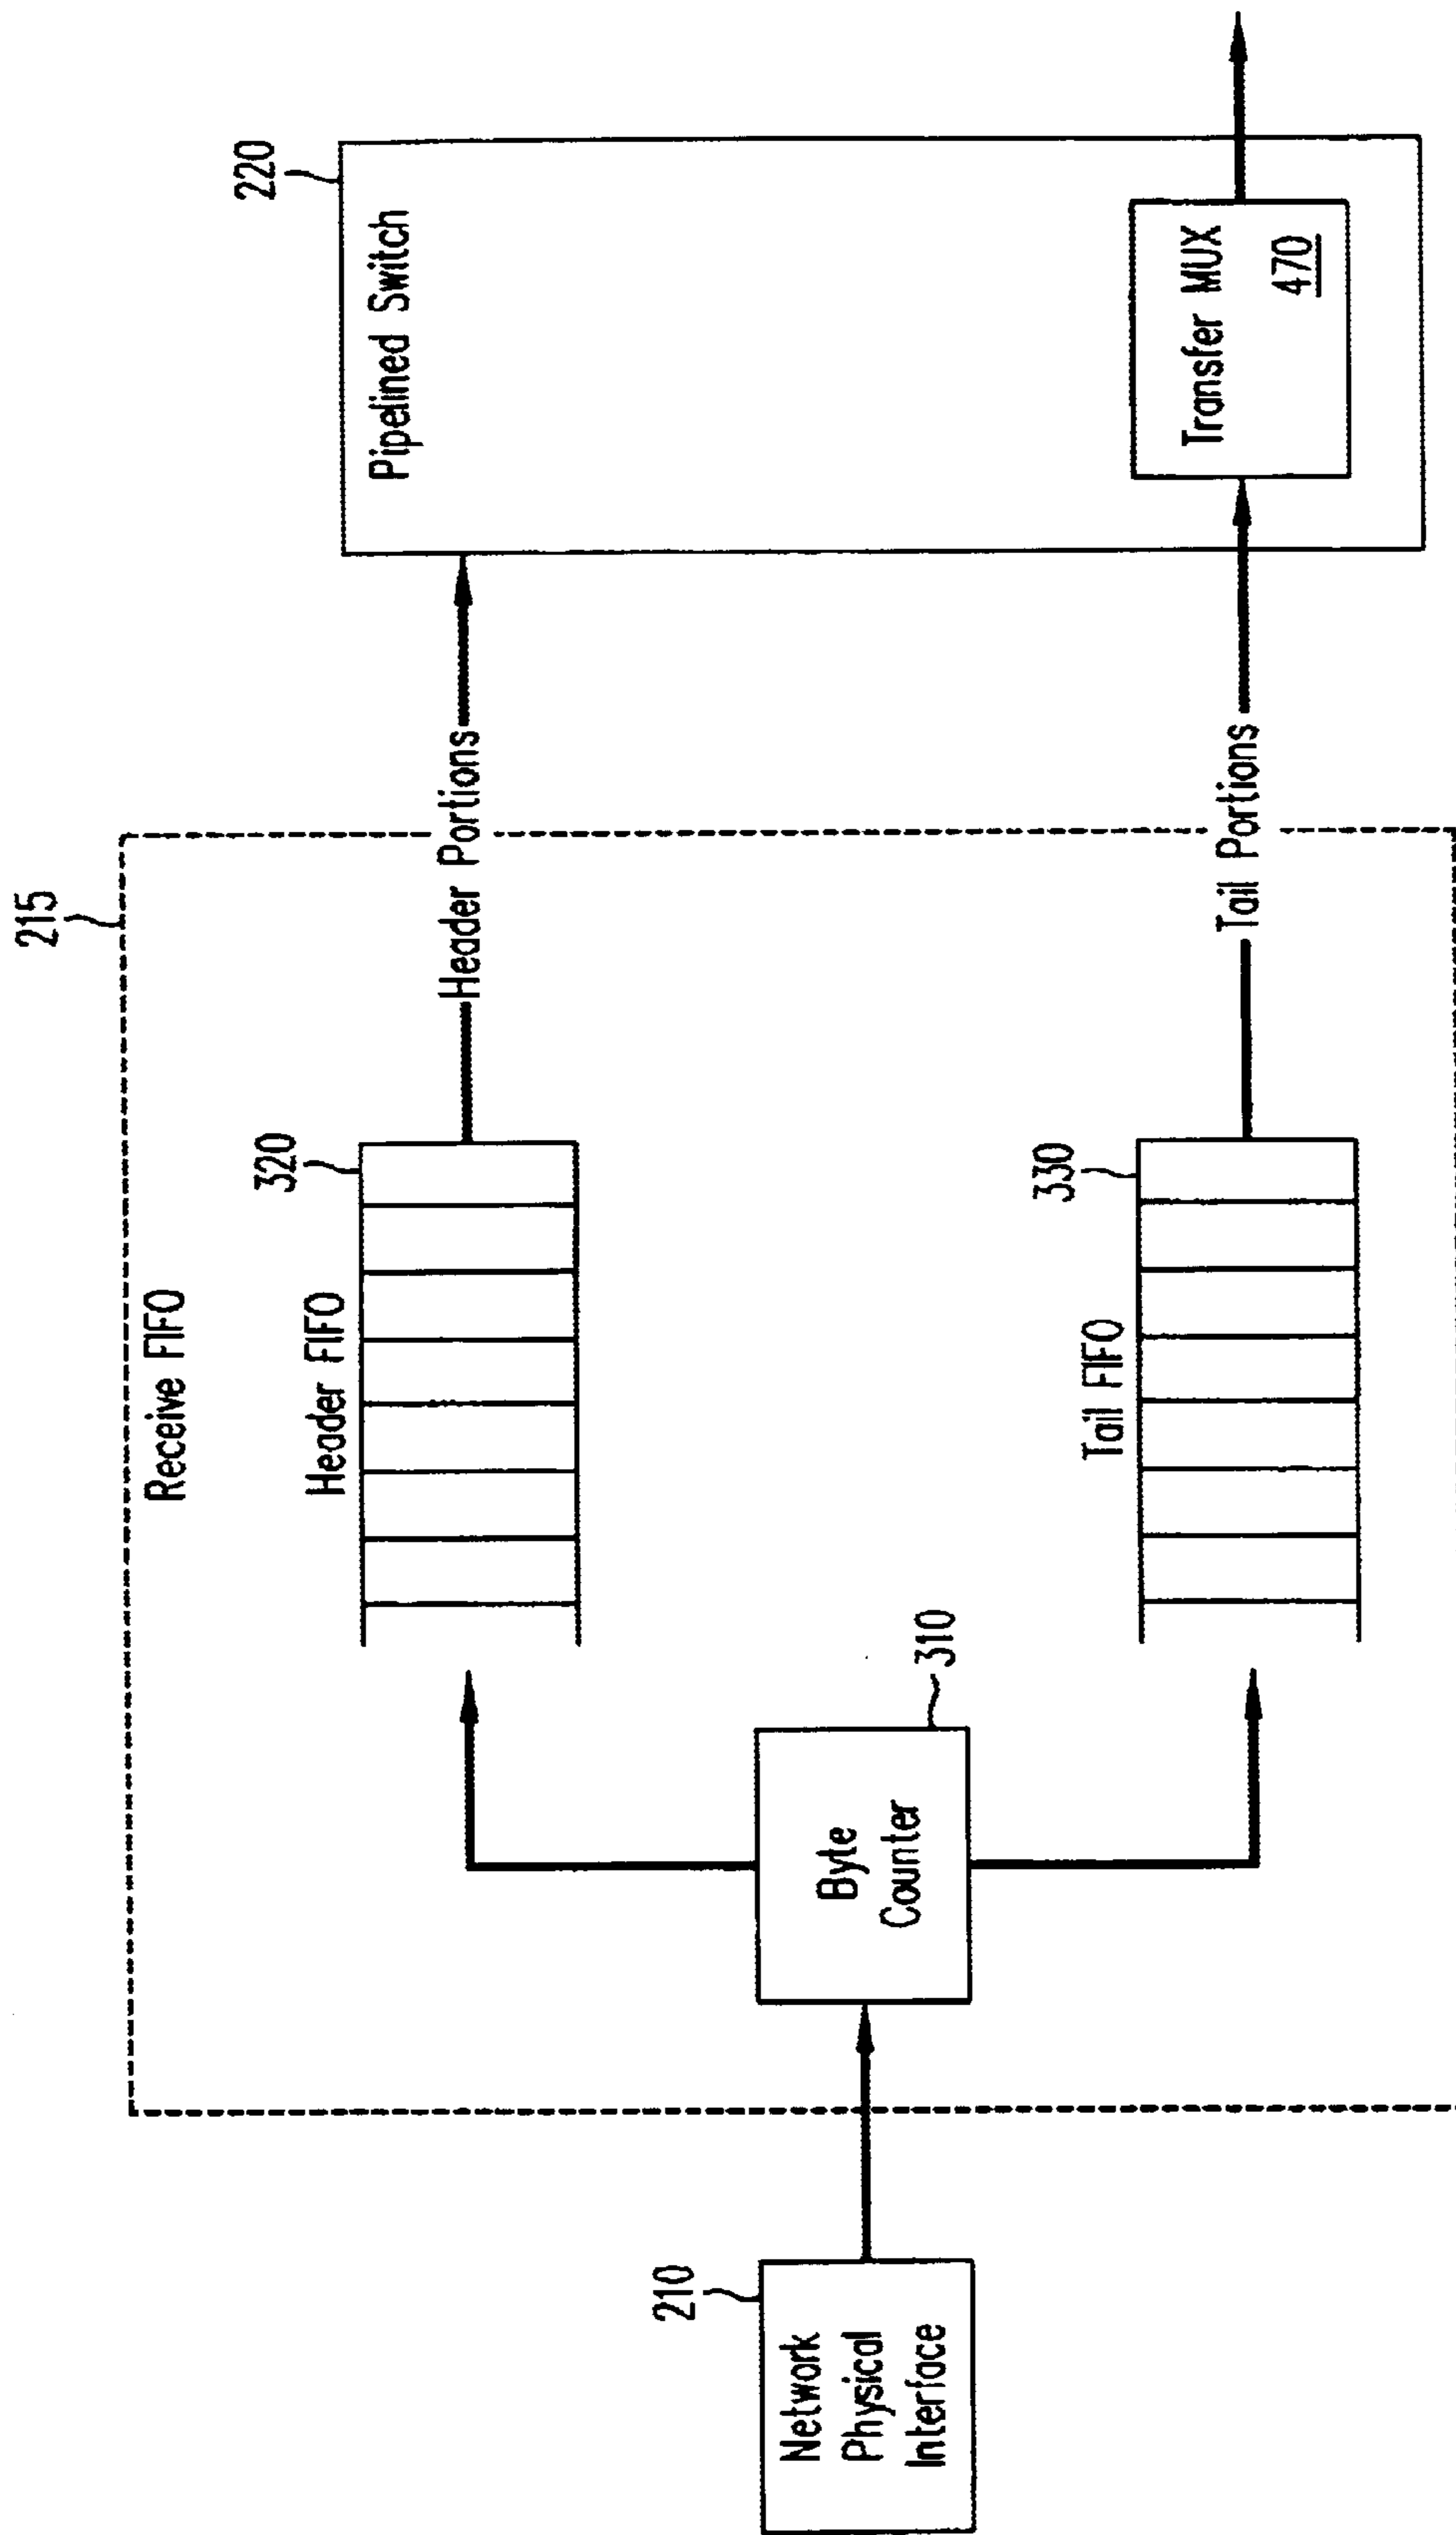 215
Receive FIFO
220
Pipelined Switch
320
Header FIFO
Header Portions
210
Network
Physical
Interface
310
Byte
Counter
330
Tail FIFO
Tail Portions
Transfer MUX
470